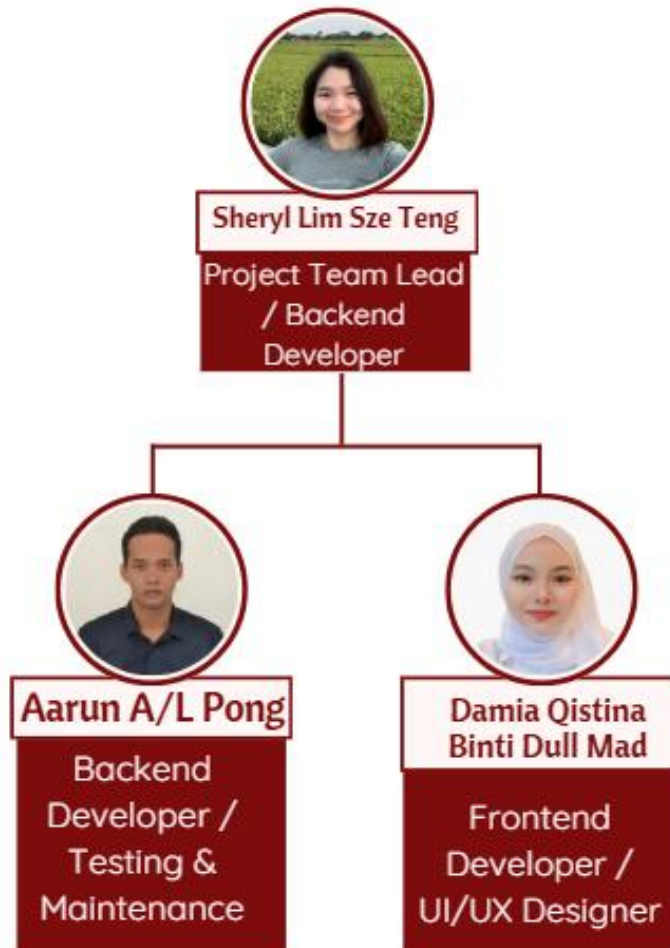 Sheryl Lim Sze Teng
Project Team Lead
/ Backend
Developer
Aarun A/L Pong
Backend
Developer /
Testing &
Maintenance
Damia Qistina
Binti Dull Mad
Frontend
Developer /
UI/UX Designer